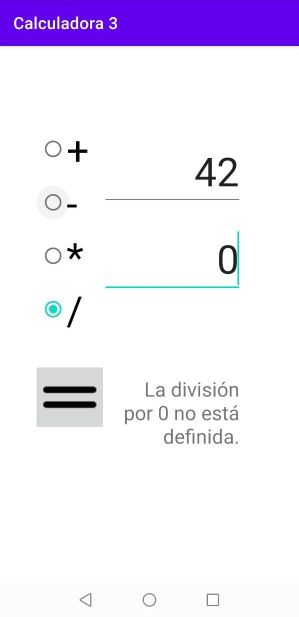 Calculadora 3
+
42
-
*
0
/
=
La división
por 0 no está
definida.